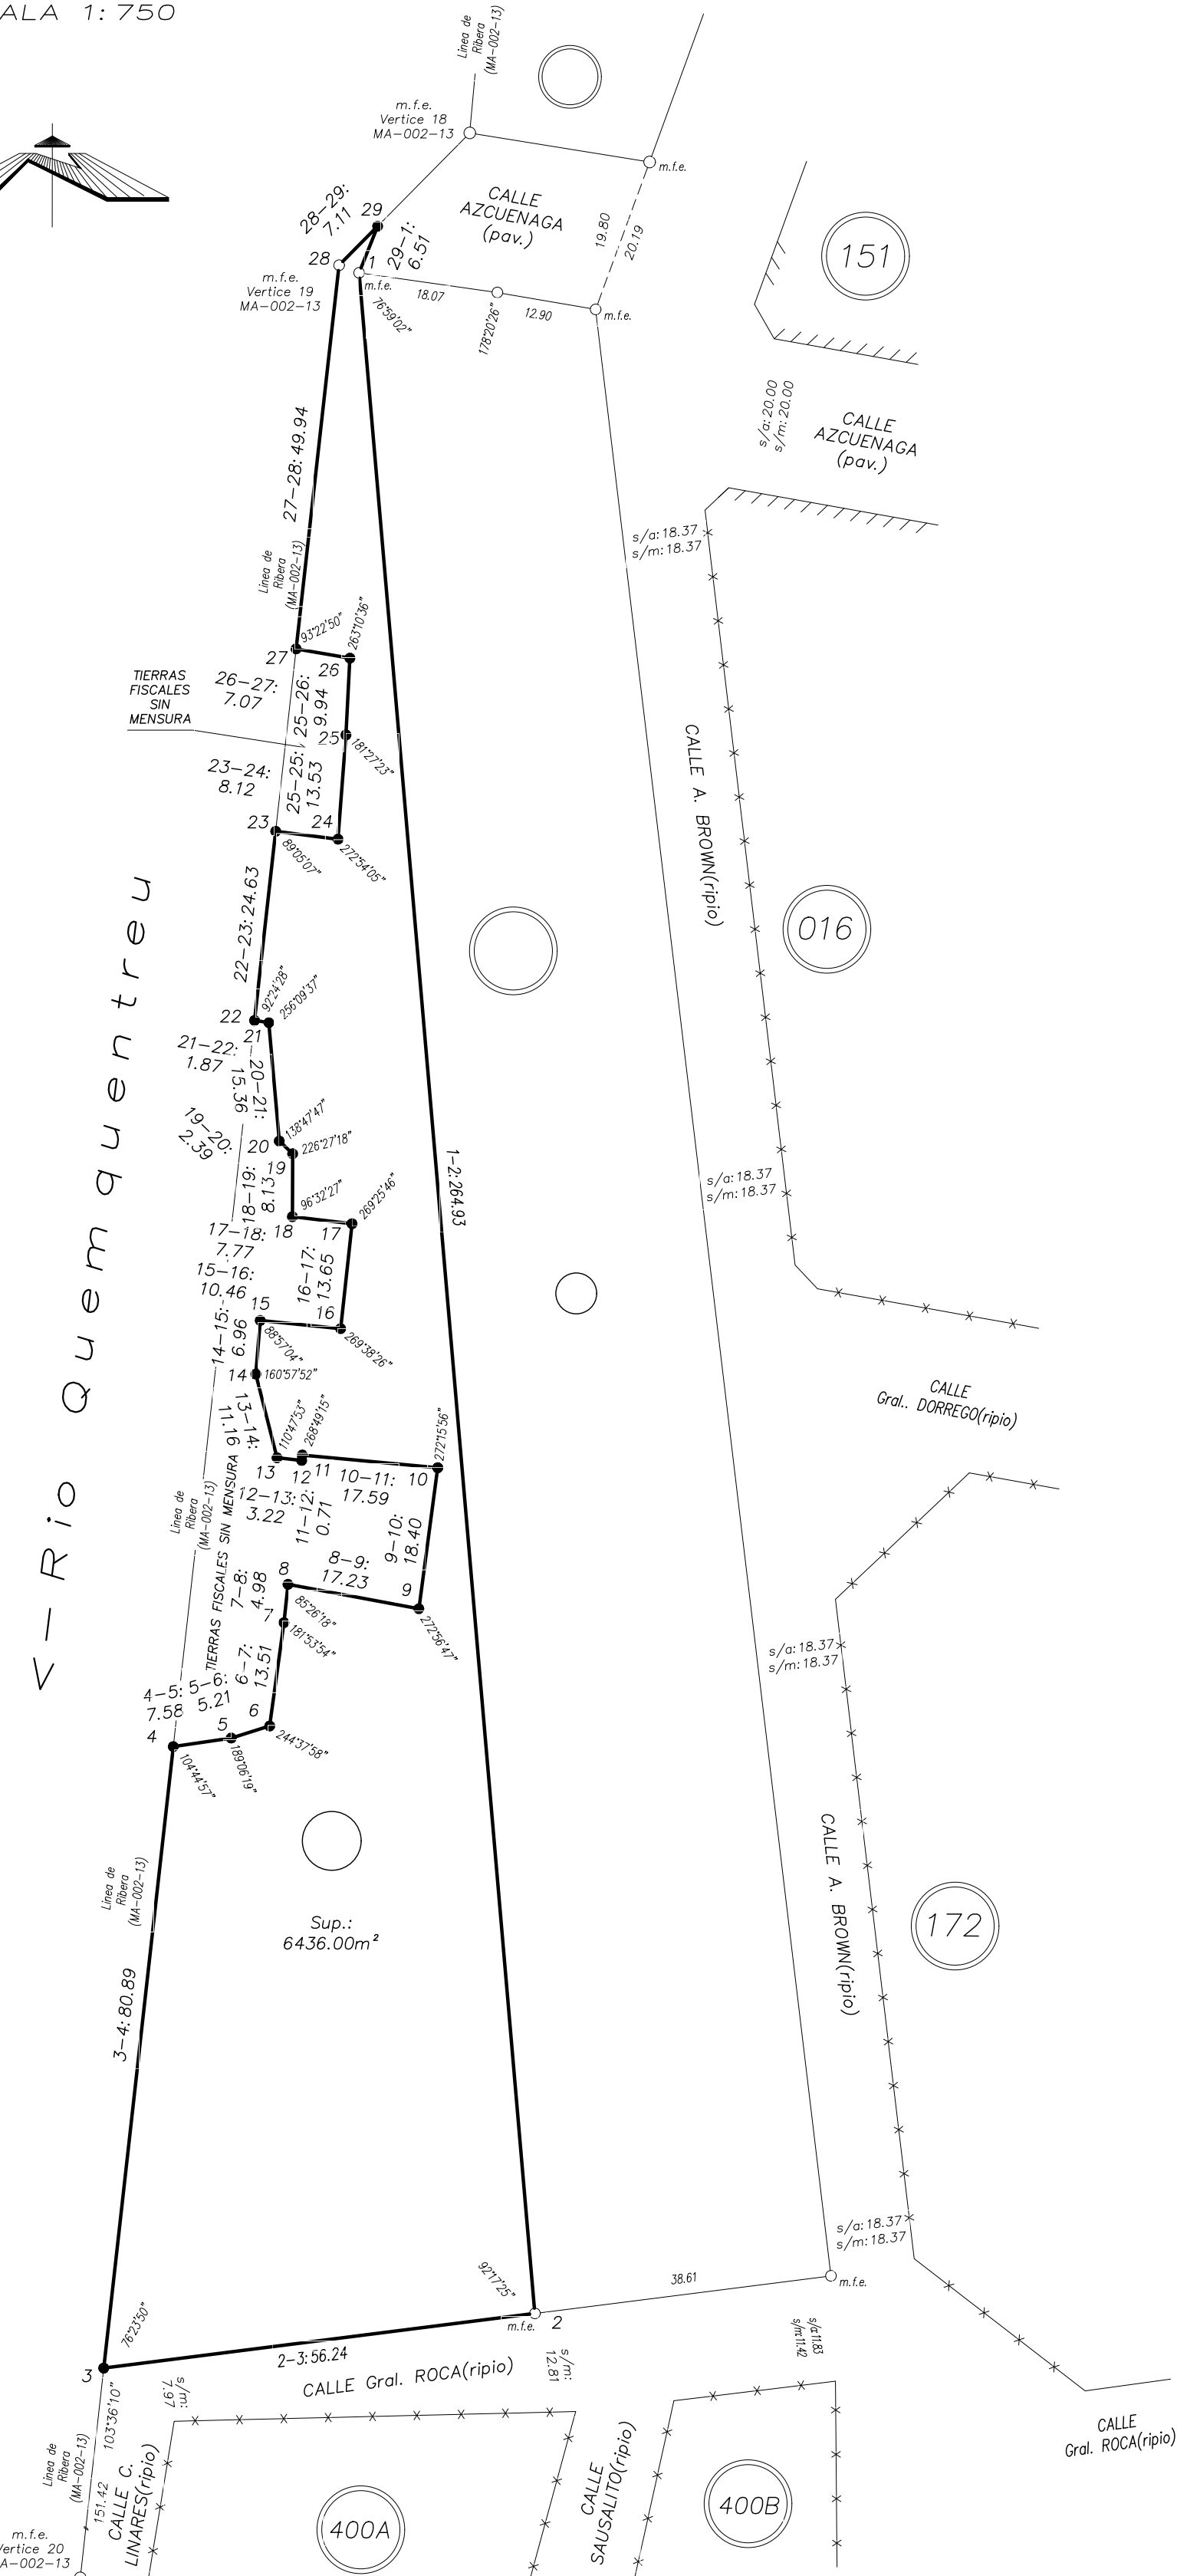 ALA 1:750
Linea de
Ribera
(MA-002-13)
m.f.e.
Vertice 18
MA-002-13
m.f.e.
CALLE
AZCUENAGA
(pav.)
19.80
20.19
151
28-29:
7.11
29
29-1:
6.51
28
1
m.f.e.
m.f.e.
Vertice 19
MA-002-13
76°59'02"
18.07
178°20'26"
12.90
m.f.e.
s/a:20.00
s/m:20.00
CALLE
AZCUENAGA
(pav.)
27-28:49.94
Linea de
Ribera
(MA-002-13)
s/a:18.37
s/m:18.37
93°22'50"
263°10'36"
27
26
TIERRAS
FISCALES
SIN
MENSURA
26-27:
7.07
25-26:
9.94
25
181°27'23"
25-25:
13.53
23-24:
8.12
23
24
89°05'07"
272°54'05"
CALLE A. BROWN(ripio)
016
22-23:24.63
92°24'28"
256°09'37"
22
21
21-22:
1.87
20-21:
15.36
19-20:
2.39
138°47'47"
20
226°27'18"
19
18-19:
8.13
96°32'27"
269°25'46"
18
17
17-18:
7.77
16-17:
13.65
15-16:
10.46
1-2:264.93
s/a:18.37
s/m:18.37
15
16
14-15:
6.96
88°57'04"
269°38'26"
14
160°57'52"
13-14:
11.16
110°47'53"
268°49'15"
272°15'56"
13
12
11
10
10-11:
17.59
12-13:
3.22
11-12:
0.71
9-10:
18.40
CALLE
Gral.. DORREGO(ripio)
<-- Rio Quemquentreu
Linea de
Ribera
(MA-002-13)
TIERRAS FISCALES SIN MENSURA
8-9:
17.23
8
9
7-8:
4.98
85°26'18"
272°56'47"
7
181°53'54"
6-7:
13.51
4-5:
7.58
5-6:
5.21
4
5
6
104°44'57"
189°06'19"
244°37'58"
s/a:18.37
s/m:18.37
CALLE A. BROWN(ripio)
172
Linea de
Ribera
(MA-002-13)
Sup.:
6436.00m²
3-4:80.89
s/a:18.37
s/m:18.37
92°17'25"
38.61
m.f.e.
m.f.e.
2
76°23'50"
2-3:56.24
3
s/m:
7.97
CALLE Gral. ROCA(ripio)
s/m:
12.81
s/a:11.83
s/m:11.42
103°36'10"
Linea de
Ribera
(MA-002-13)
151.42
CALLE C.
LINARES(ripio)
400A
CALLE
SAUSALITO(ripio)
400B
CALLE
Gral. ROCA(ripio)
m.f.e.
Vertice 20
A-002-13